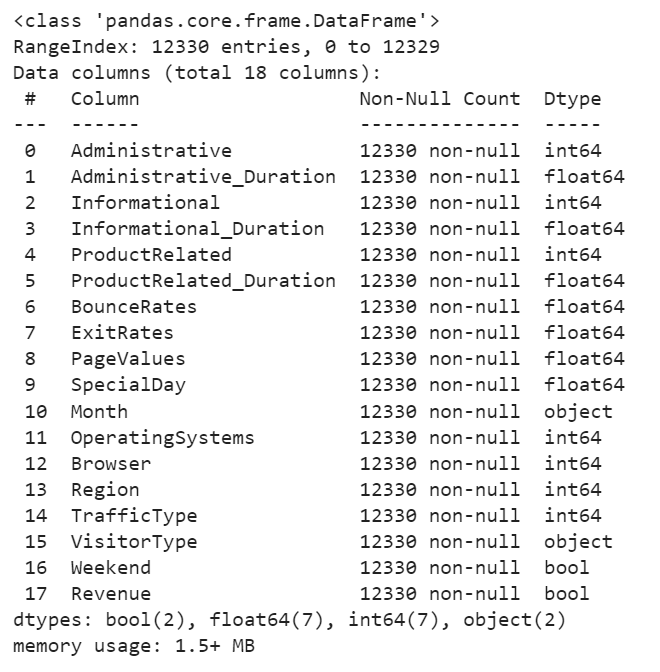 <class 'pandas.core.frame.DataFrame'>
RangeIndex: 12330 entries, 0 to 12329
Data columns (total 18 columns):
 #   Column                   Non-Null Count  Dtype
---  ------                   --------------  -----
 0   Administrative           12330 non-null  int64
 1   Administrative_Duration  12330 non-null  float64
 2   Informational            12330 non-null  int64
 3   Informational_Duration   12330 non-null  float64
 4   ProductRelated           12330 non-null  int64
 5   ProductRelated_Duration  12330 non-null  float64
 6   BounceRates              12330 non-null  float64
 7   ExitRates                12330 non-null  float64
 8   PageValues               12330 non-null  float64
 9   SpecialDay               12330 non-null  float64
 10  Month                    12330 non-null  object
 11  OperatingSystems         12330 non-null  int64
 12  Browser                  12330 non-null  int64
 13  Region                   12330 non-null  int64
 14  TrafficType              12330 non-null  int64
 15  VisitorType              12330 non-null  object
 16  Weekend                  12330 non-null  bool
 17  Revenue                  12330 non-null  bool
dtypes: bool(2), float64(7), int64(7), object(2)
memory usage: 1.5+ MB